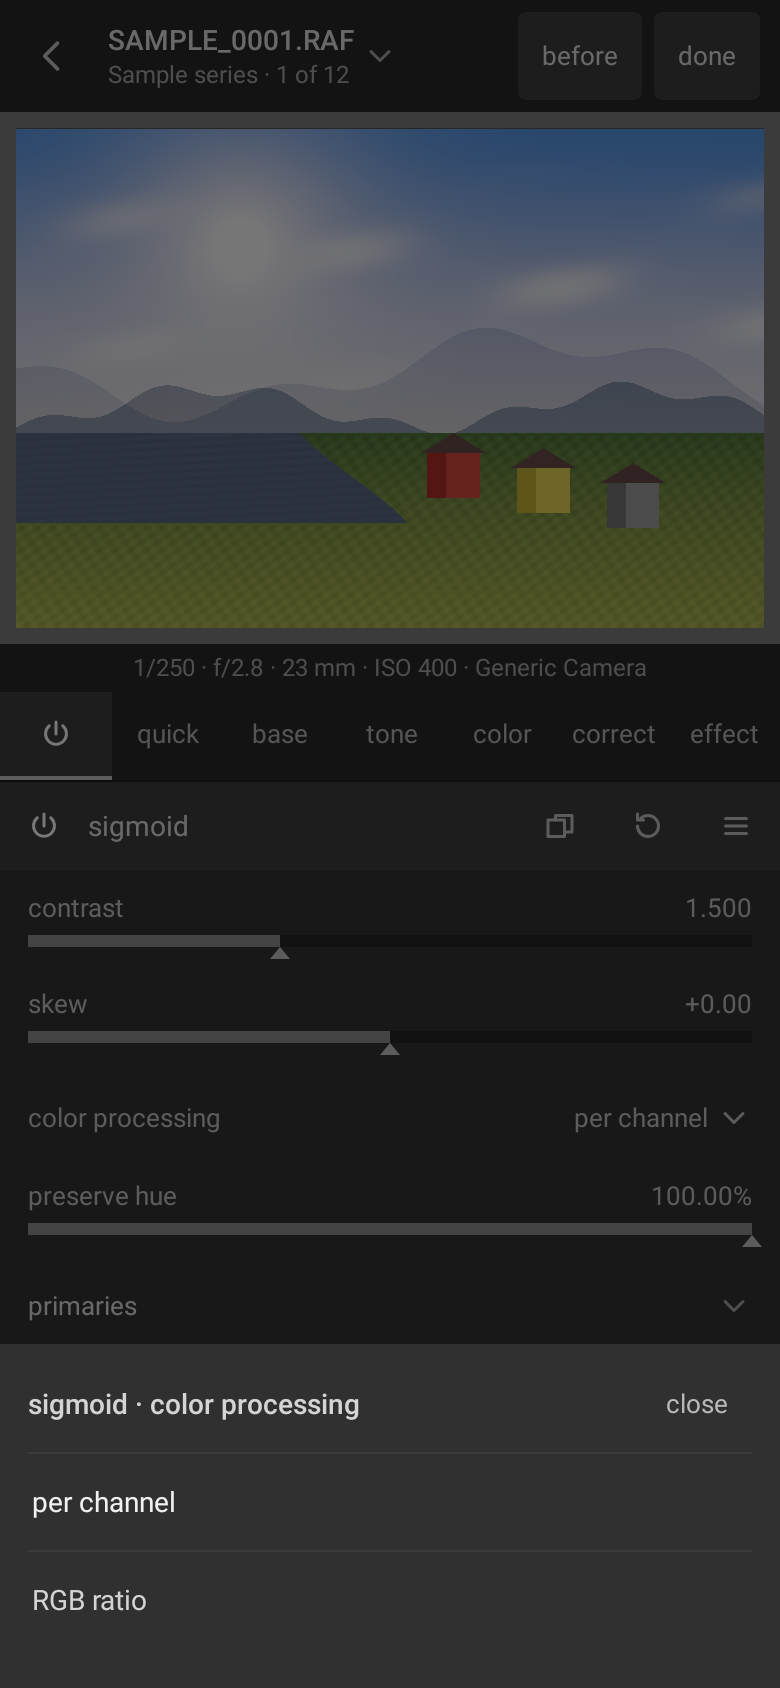 SAMPLE_0001.RAF
Sample series · 1 of 12
before
done
1/250 · f/2.8 · 23 mm · ISO 400 · Generic Camera
quick base tone color correct effect
sigmoid
contrast 1.500
skew +0.00
color processing per channel
preserve hue 100.00%
primaries
sigmoid · color processing close
per channel
RGB ratio